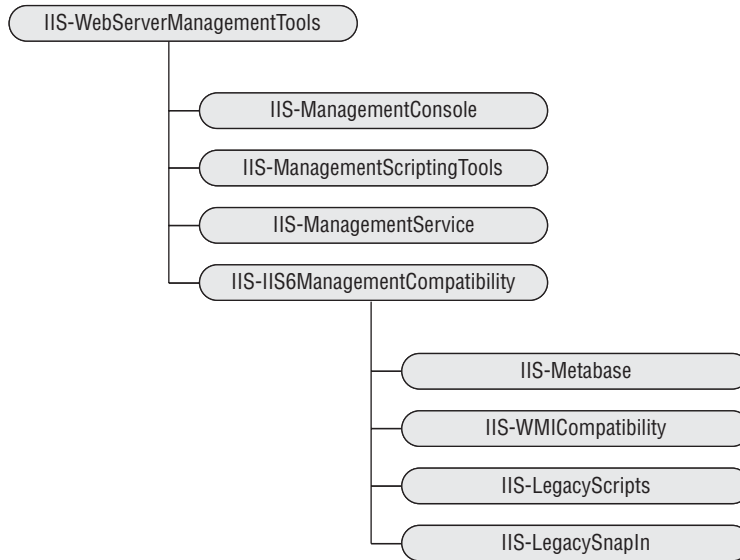 IIS-WebServerManagementTools
IIS-ManagementConsole
IIS-ManagementScriptingTools
IIS-ManagementService
IIS-IIS6ManagementCompatibility
IIS-Metabase
IIS-WMICompatibility
IIS-LegacyScripts
IIS-LegacySnapIn